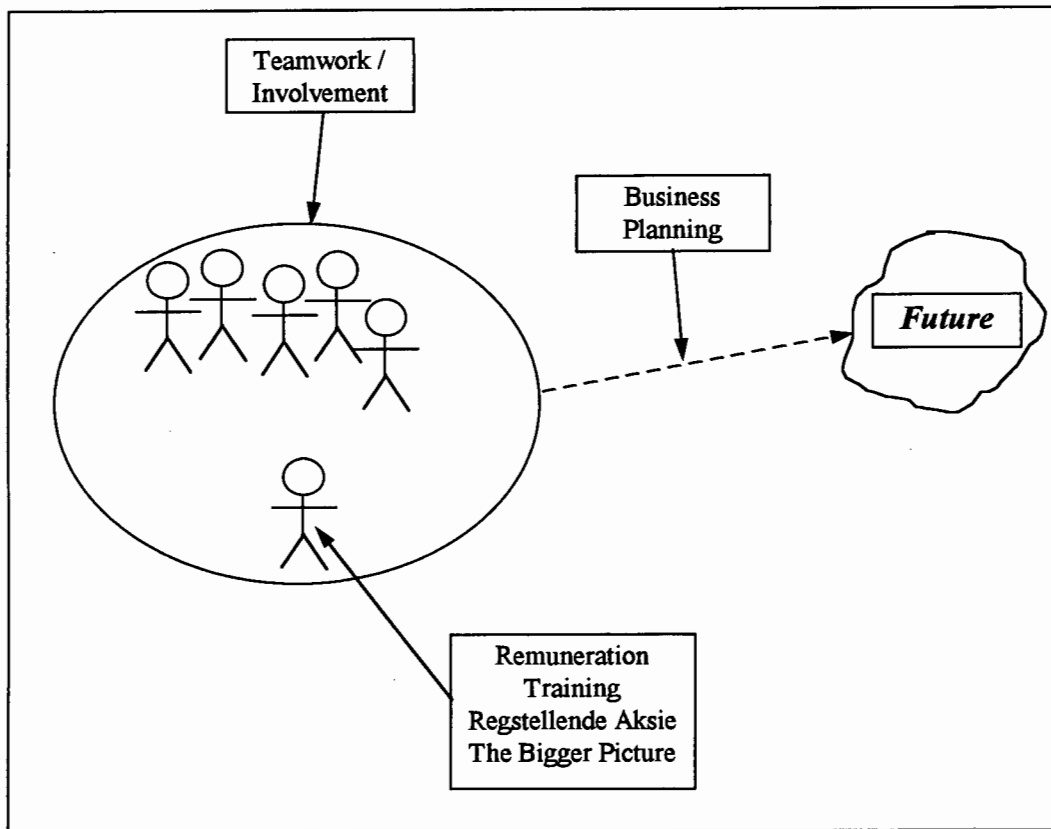 Teamwork /
Involvement
Business
Planning
Future
Remuneration
Training
Regstellende Aksie
The Bigger Picture